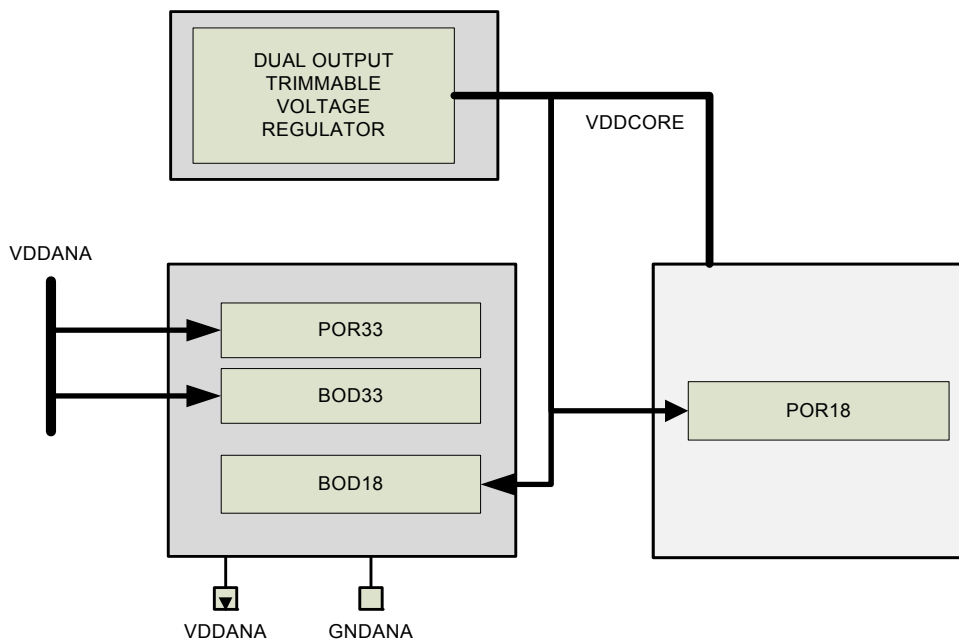 DUAL OUTPUT
TRIMMABLE
VOLTAGE
REGULATOR
VDDCORE
VDDANA
POR33
BOD33
POR18
BOD18
VDDANA
GNDANA